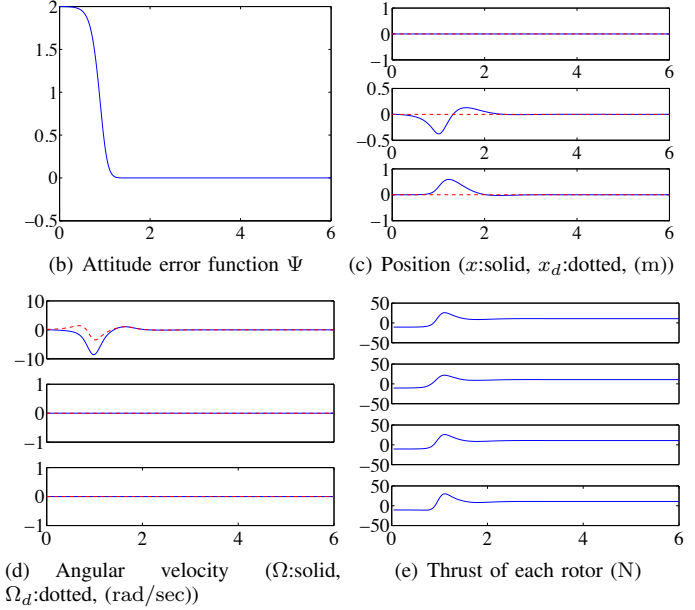 2
1.5
1
0.5
0
−0.5
0 2 4 6
(b) Attitude error function Ψ
1
0
−1
0 2 4 6
0.5
0
−0.5
0 2 4 6
1
0
−1
0 2 4 6
(c) Position (x:solid, x_d:dotted, (m))
10
0
−10
0 2 4 6
1
0
−1
0 2 4 6
1
0
−1
0 2 4 6
(d) Angular velocity (Ω:solid,
Ω_d:dotted, (rad/sec))
50
0
−50
0 2 4 6
50
0
−50
0 2 4 6
50
0
−50
0 2 4 6
50
0
−50
0 2 4 6
(e) Thrust of each rotor (N)